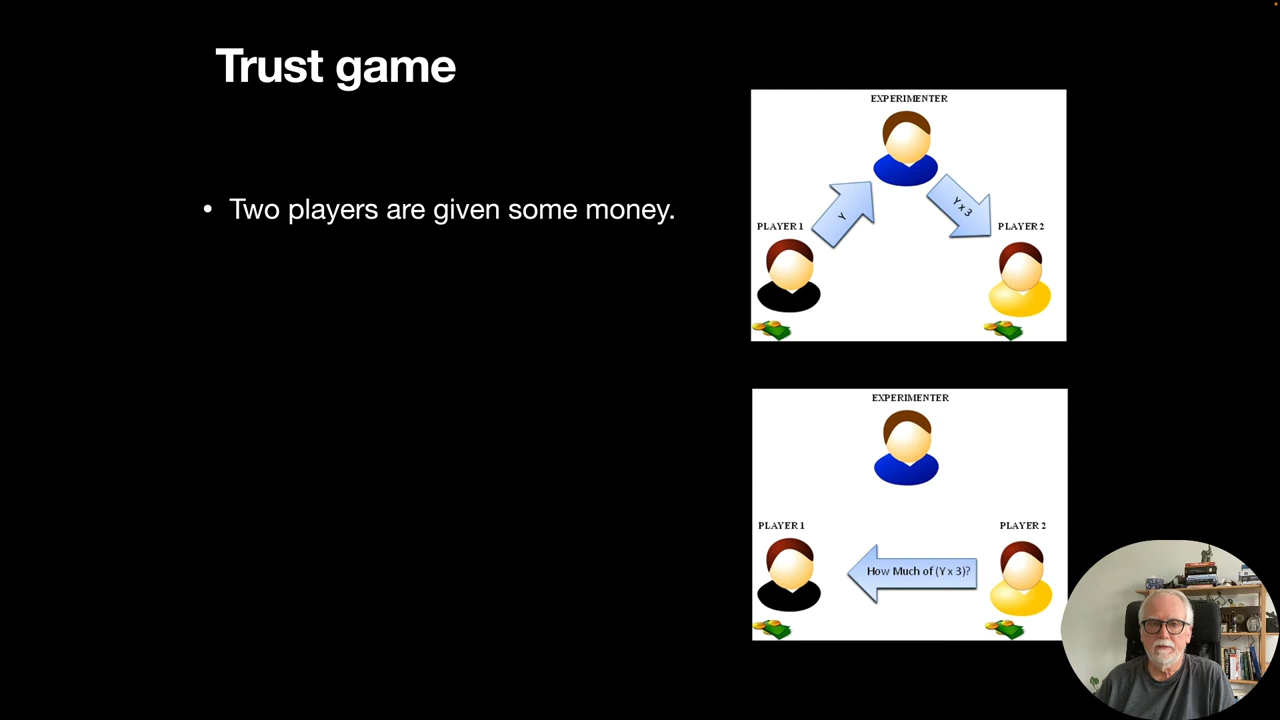 Trust game
• Two players are given some money.
EXPERIMENTER
Y
Y x 3
PLAYER 1
PLAYER 2
EXPERIMENTER
PLAYER 1
PLAYER 2
How Much of (Y x 3)?